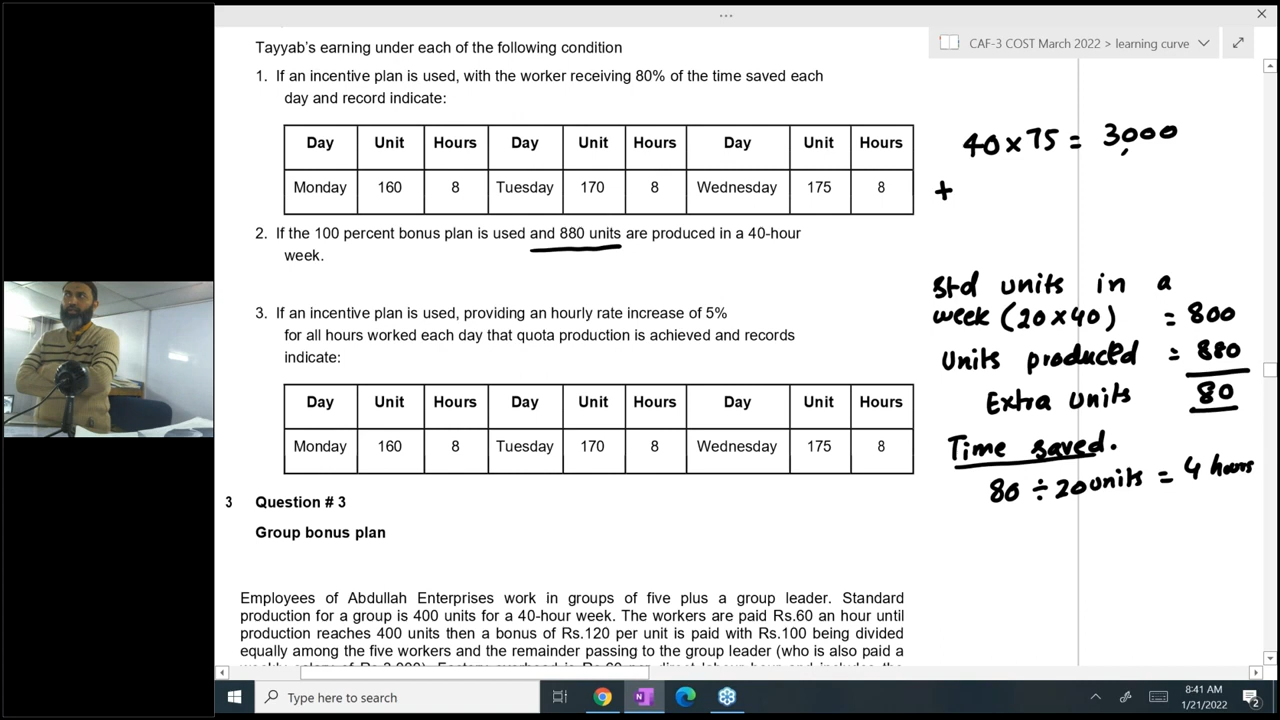 CAF-3 COST March 2022 > learning curve
Tayyab's earning under each of the following condition
1. If an incentive plan is used, with the worker receiving 80% of the time saved each
day and record indicate:
Day Unit Hours Day Unit Hours Day Unit Hours
Monday 160 8 Tuesday 170 8 Wednesday 175 8
2. If the 100 percent bonus plan is used and 880 units are produced in a 40-hour
week.
3. If an incentive plan is used, providing an hourly rate increase of 5%
for all hours worked each day that quota production is achieved and records
indicate:
Day Unit Hours Day Unit Hours Day Unit Hours
Monday 160 8 Tuesday 170 8 Wednesday 175 8
3 Question # 3
Group bonus plan
Employees of Abdullah Enterprises work in groups of five plus a group leader. Standard
production for a group is 400 units for a 40-hour week. The workers are paid Rs.60 an hour until
production reaches 400 units then a bonus of Rs.120 per unit is paid with Rs.100 being divided
equally among the five workers and the remainder passing to the group leader (who is also paid a
40 x 75 = 3,000
+
Std units in a
week (20 x 40) = 800
Units produced = 880
Extra units 80
Time saved.
80 ÷ 20 units = 4 hours
Type here to search
8:41 AM
1/21/2022
2